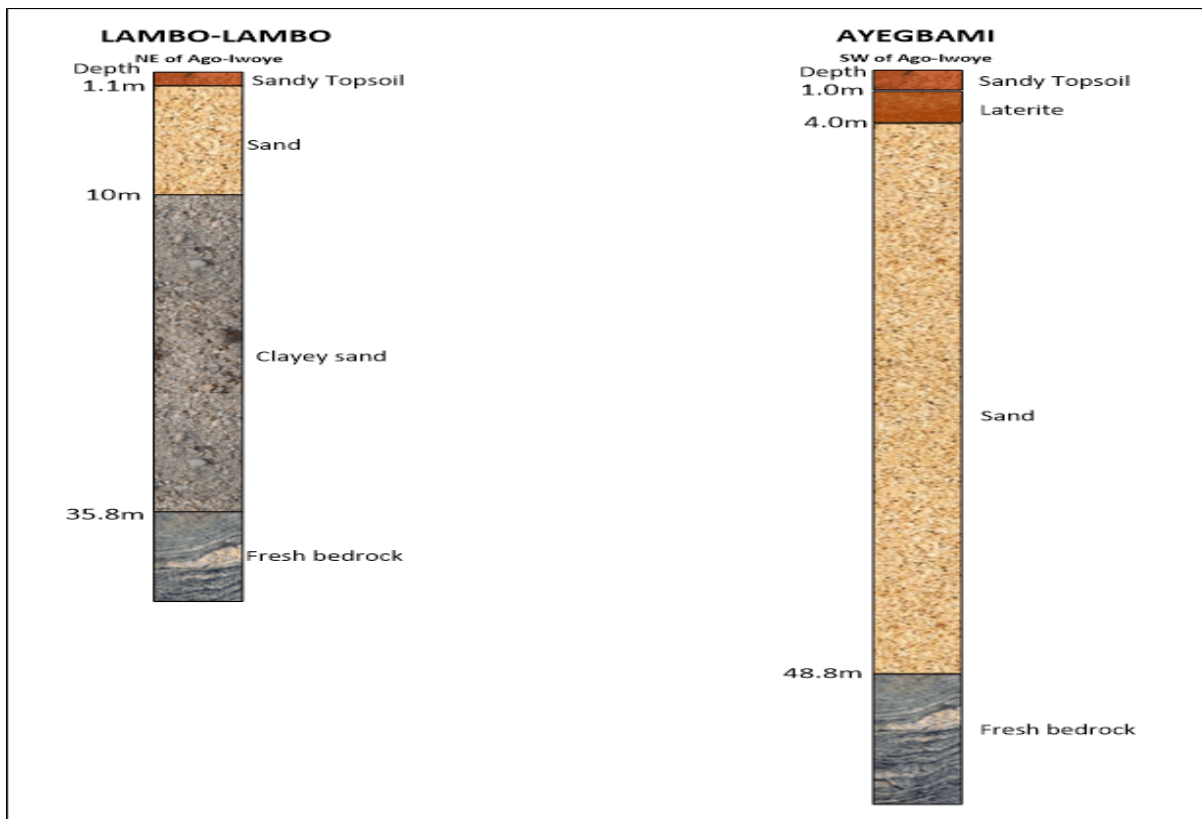 LAMBO-LAMBO
NE of Ago-Iwoye
Depth
Sandy Topsoil
1.1m
Sand
10m
Clayey sand
35.8m
Fresh bedrock
AYEGBAMI
SW of Ago-Iwoye
Depth
Sandy Topsoil
1.0m
Laterite
4.0m
Sand
48.8m
Fresh bedrock